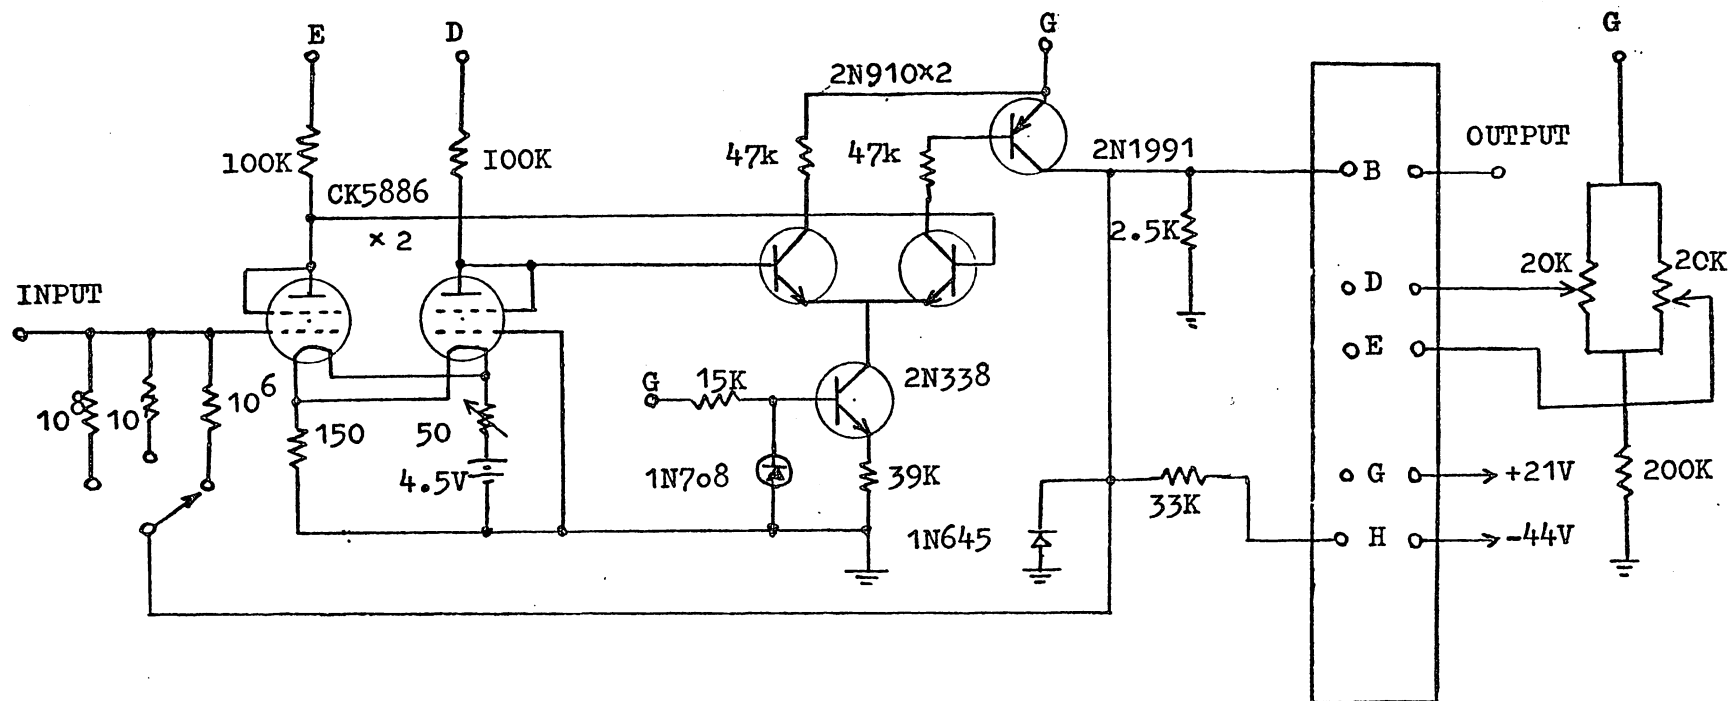 E
D
G
G
2N910×2
100K
100K
47k
47k
2N1991
OUTPUT
B
CK5886
× 2
2.5K
INPUT
20K
20K
D
E
10⁸
10
10⁶
150
50
4.5V
G
15K
2N338
1N708
39K
33K
1N645
G
+21V
200K
H
-44V